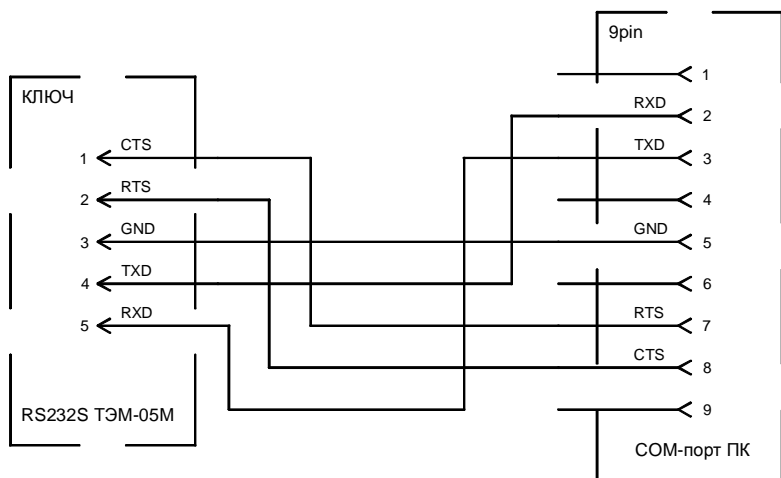 9pin
1
RXD 2
TXD 3
4
GND 5
6
RTS 7
CTS 8
9
COM-порт ПК
КЛЮЧ
1 CTS
2 RTS
3 GND
4 TXD
5 RXD
RS232S ТЭМ-05М